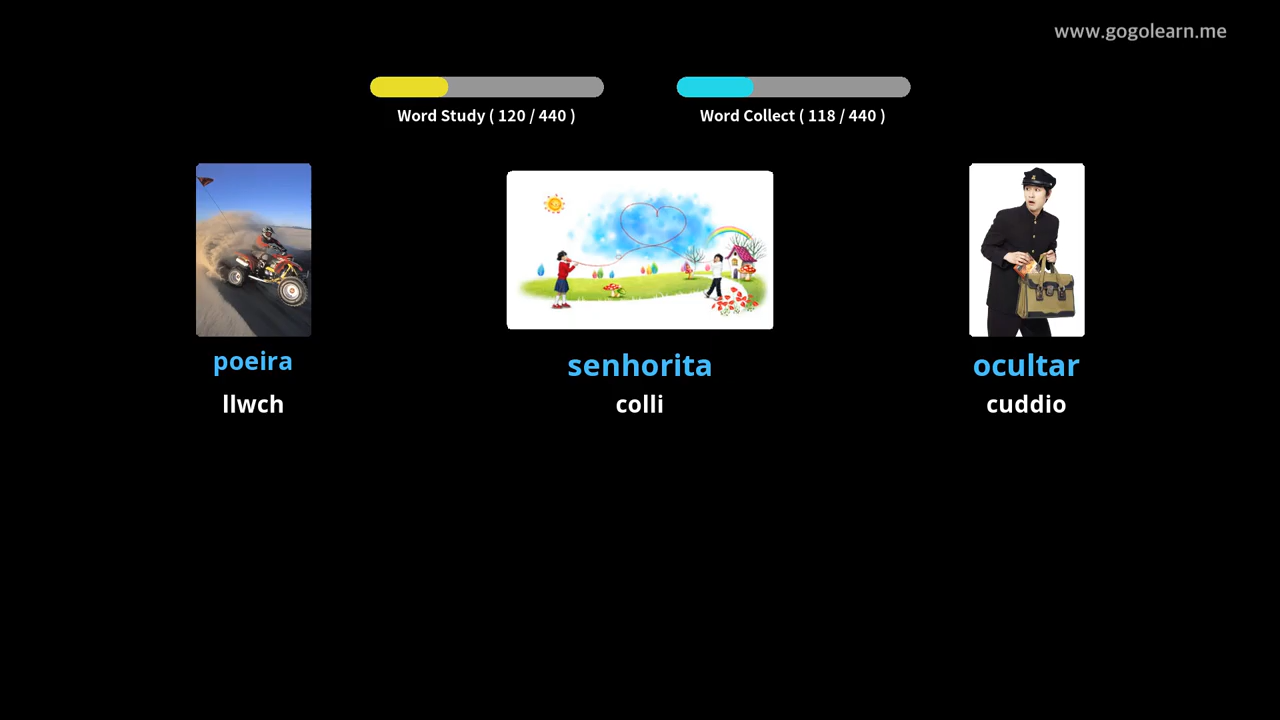 www.gogolearn.me
Word Study ( 120 / 440 )
Word Collect ( 118 / 440 )
poeira
senhorita
ocultar
llwch
colli
cuddio